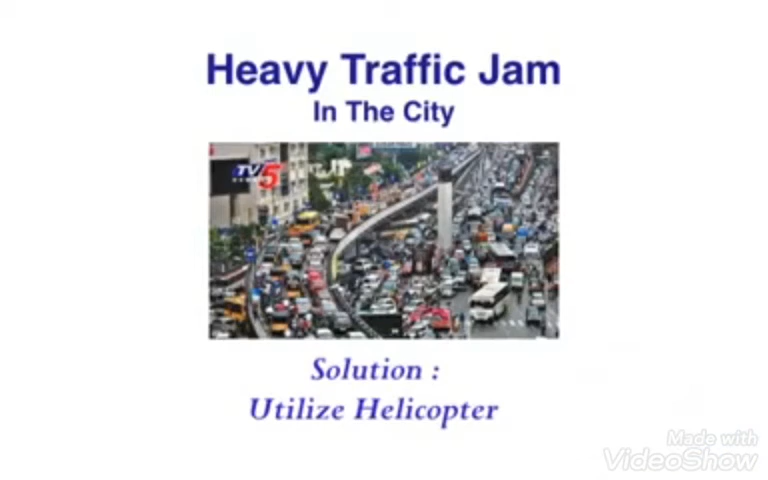 Heavy Traffic Jam
In The City
TV5
Solution :
Utilize Helicopter
Made with
VideoShow